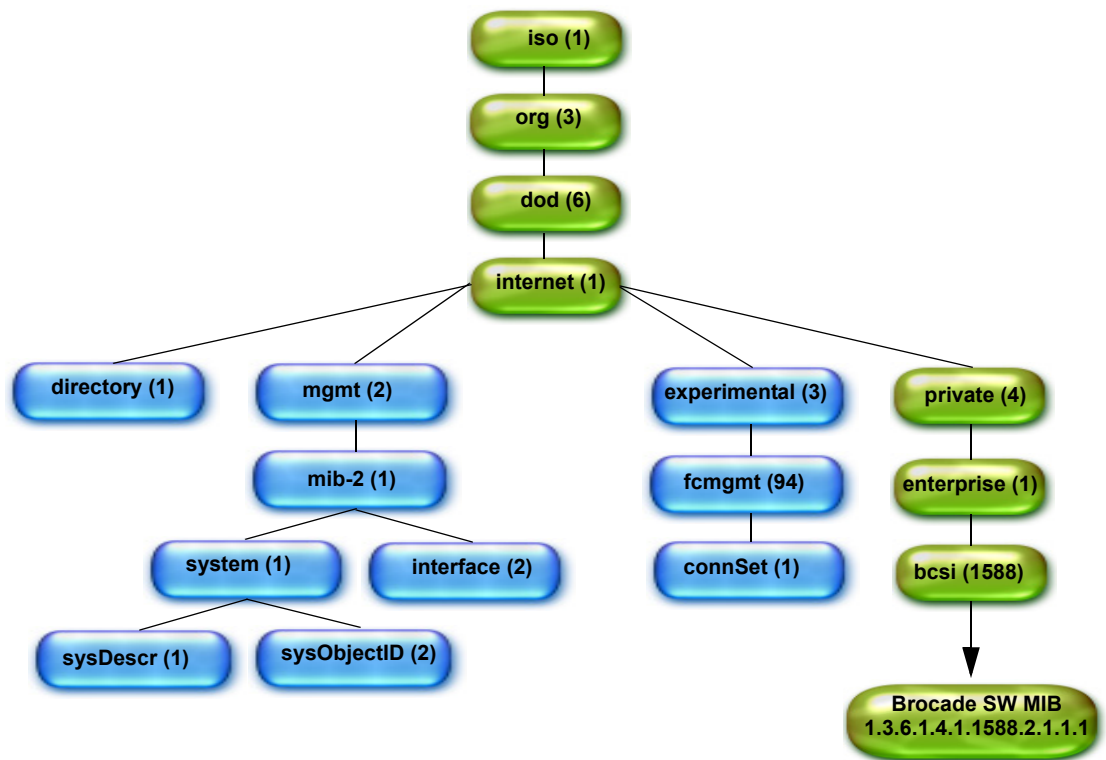 iso (1)
org (3)
dod (6)
internet (1)
directory (1)
mgmt (2)
experimental (3)
private (4)
mib-2 (1)
fcmgmt (94)
enterprise (1)
system (1)
interface (2)
connSet (1)
bcsi (1588)
sysDescr (1)
sysObjectID (2)
Brocade SW MIB
1.3.6.1.4.1.1588.2.1.1.1